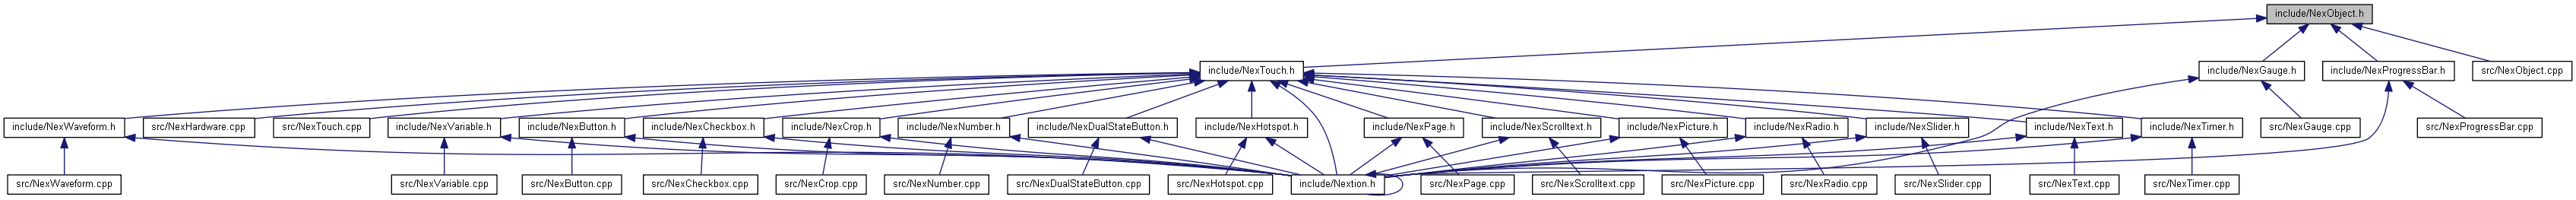 include/NexObject.h
include/NexTouch.h
include/NexGauge.h
include/NexProgressBar.h
src/NexObject.cpp
include/NexWaveform.h
src/NexHardware.cpp
src/NexTouch.cpp
include/NexVariable.h
include/NexButton.h
include/NexCheckbox.h
include/NexCrop.h
include/NexNumber.h
include/NexDualStateButton.h
include/NexHotspot.h
include/NexPage.h
include/NexScrolltext.h
include/NexPicture.h
include/NexRadio.h
include/NexSlider.h
include/NexText.h
include/NexTimer.h
src/NexGauge.cpp
src/NexProgressBar.cpp
src/NexWaveform.cpp
src/NexVariable.cpp
src/NexButton.cpp
src/NexCheckbox.cpp
src/NexCrop.cpp
src/NexNumber.cpp
src/NexDualStateButton.cpp
src/NexHotspot.cpp
include/Nextion.h
src/NexPage.cpp
src/NexScrolltext.cpp
src/NexPicture.cpp
src/NexRadio.cpp
src/NexSlider.cpp
src/NexText.cpp
src/NexTimer.cpp